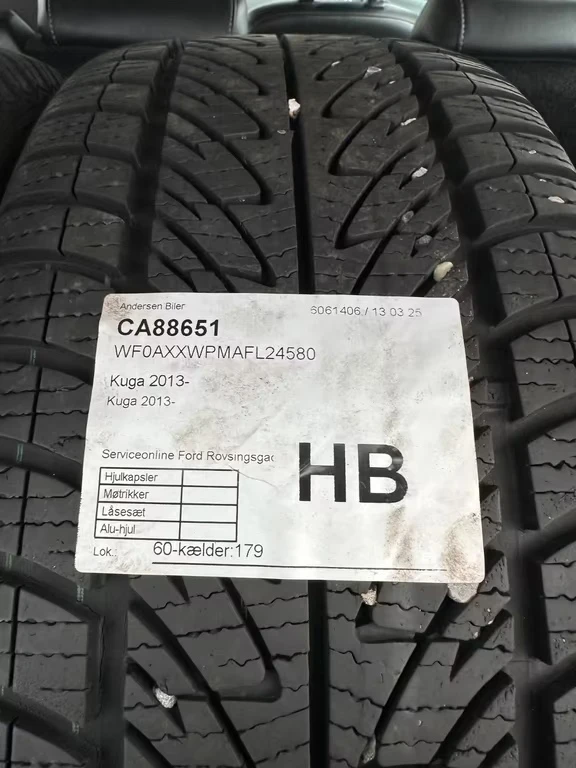 Andersen Biler 6061406 / 13 03 25
CA88651
WF0AXXWPMAFL24580
Kuga 2013-
Kuga 2013-
Serviceonline Ford Rovsingsgac
HB
Hjulkapsler
Møtrikker
Låsesæt
Alu-hjul
Lok.: 60-kælder:179